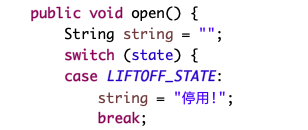 public void open() {
String string = "";
switch (state) {
case LIFTOFF_STATE:
string = "停用!";
break;